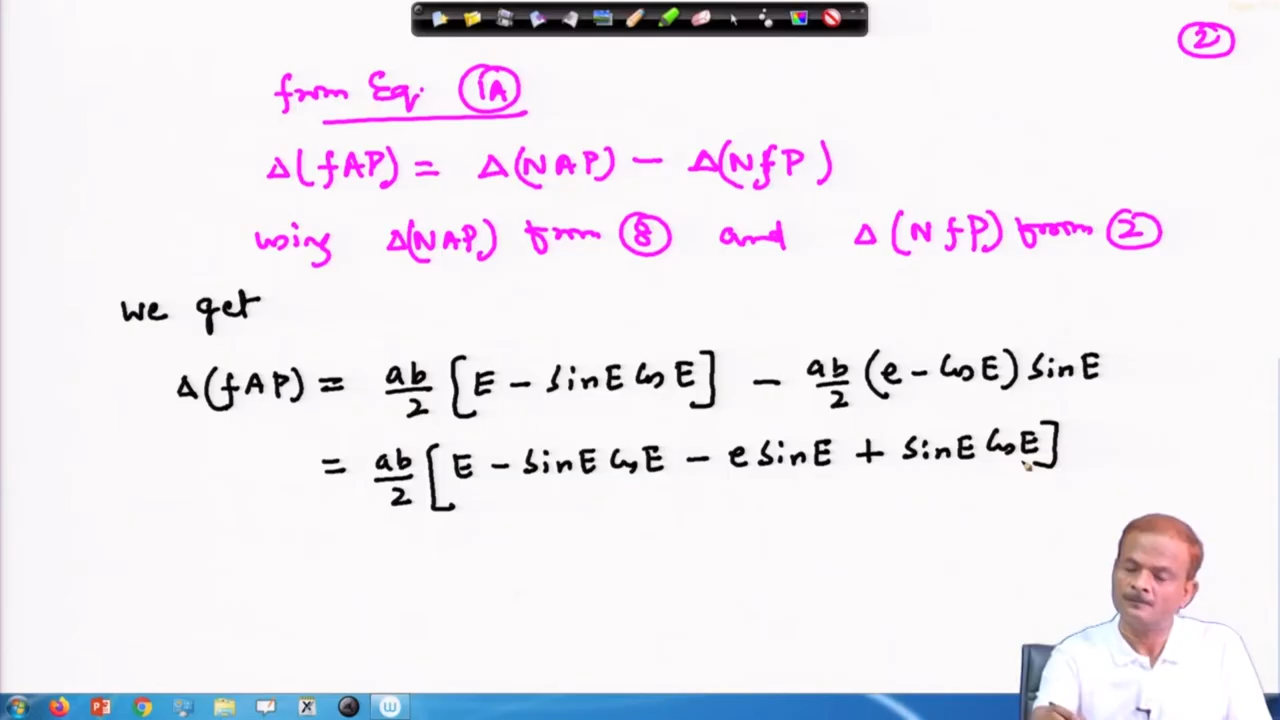 ②
from Eq. (1A)
Δ(fAP) = Δ(NAP) − Δ(NfP)
using Δ(NAP) from ⑧ and Δ(NfP) from ②
we get
Δ(fAP) = ab/2 [E − sinE cosE] − ab/2 (e − cosE) sinE
= ab/2 [E − sinE cosE − e sinE + sinE cosE]